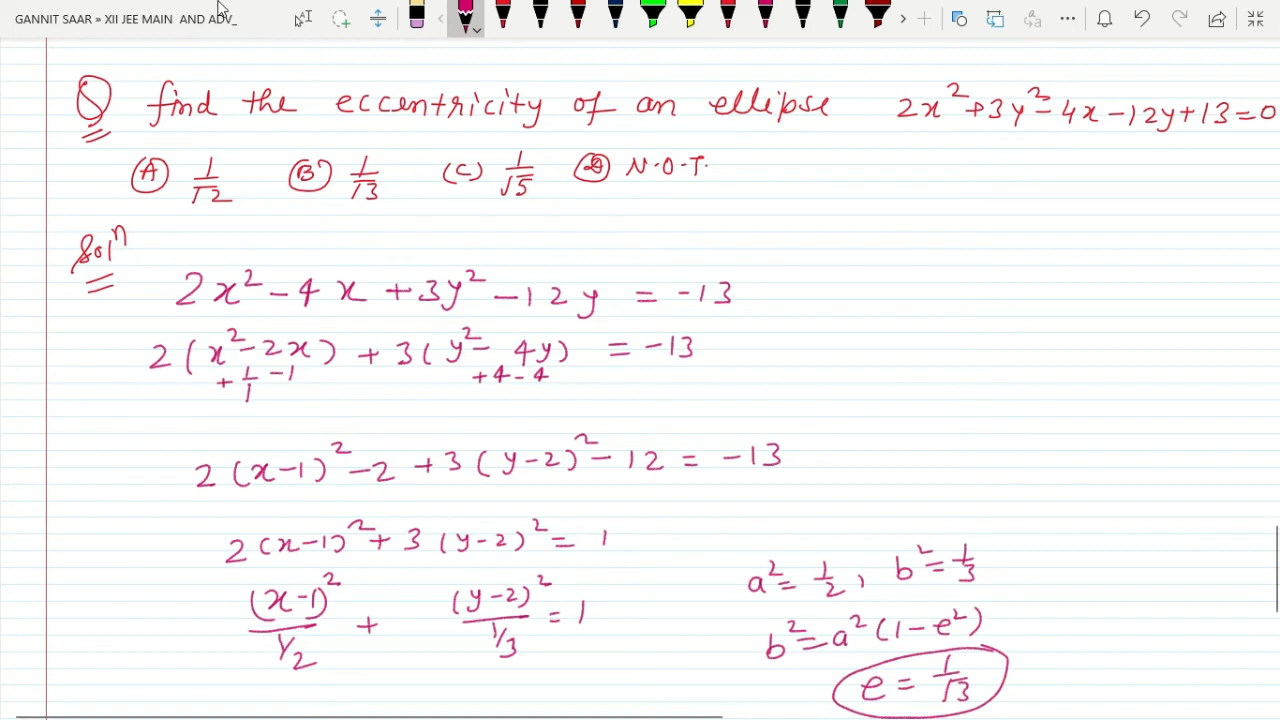 GANNIT SAAR » XII JEE MAIN AND ADV_
Q find the eccentricity of an ellipse 2x²+3y²-4x-12y+13=0
(A) 1/√2 (B) 1/√3 (C) 1/√5 (D) N.O.T.
Solⁿ
2x²-4x+3y²-12y = -13
2(x²-2x)+3(y²-4y) = -13
+1/1-1 +4-4
2(x-1)²-2+3(y-2)²-12 = -13
2(x-1)²+3(y-2)² = 1
(x-1)²/1/2 + (y-2)²/1/3 = 1
a²=1/2, b²=1/3
b²=a²(1-e²)
e=1/√3